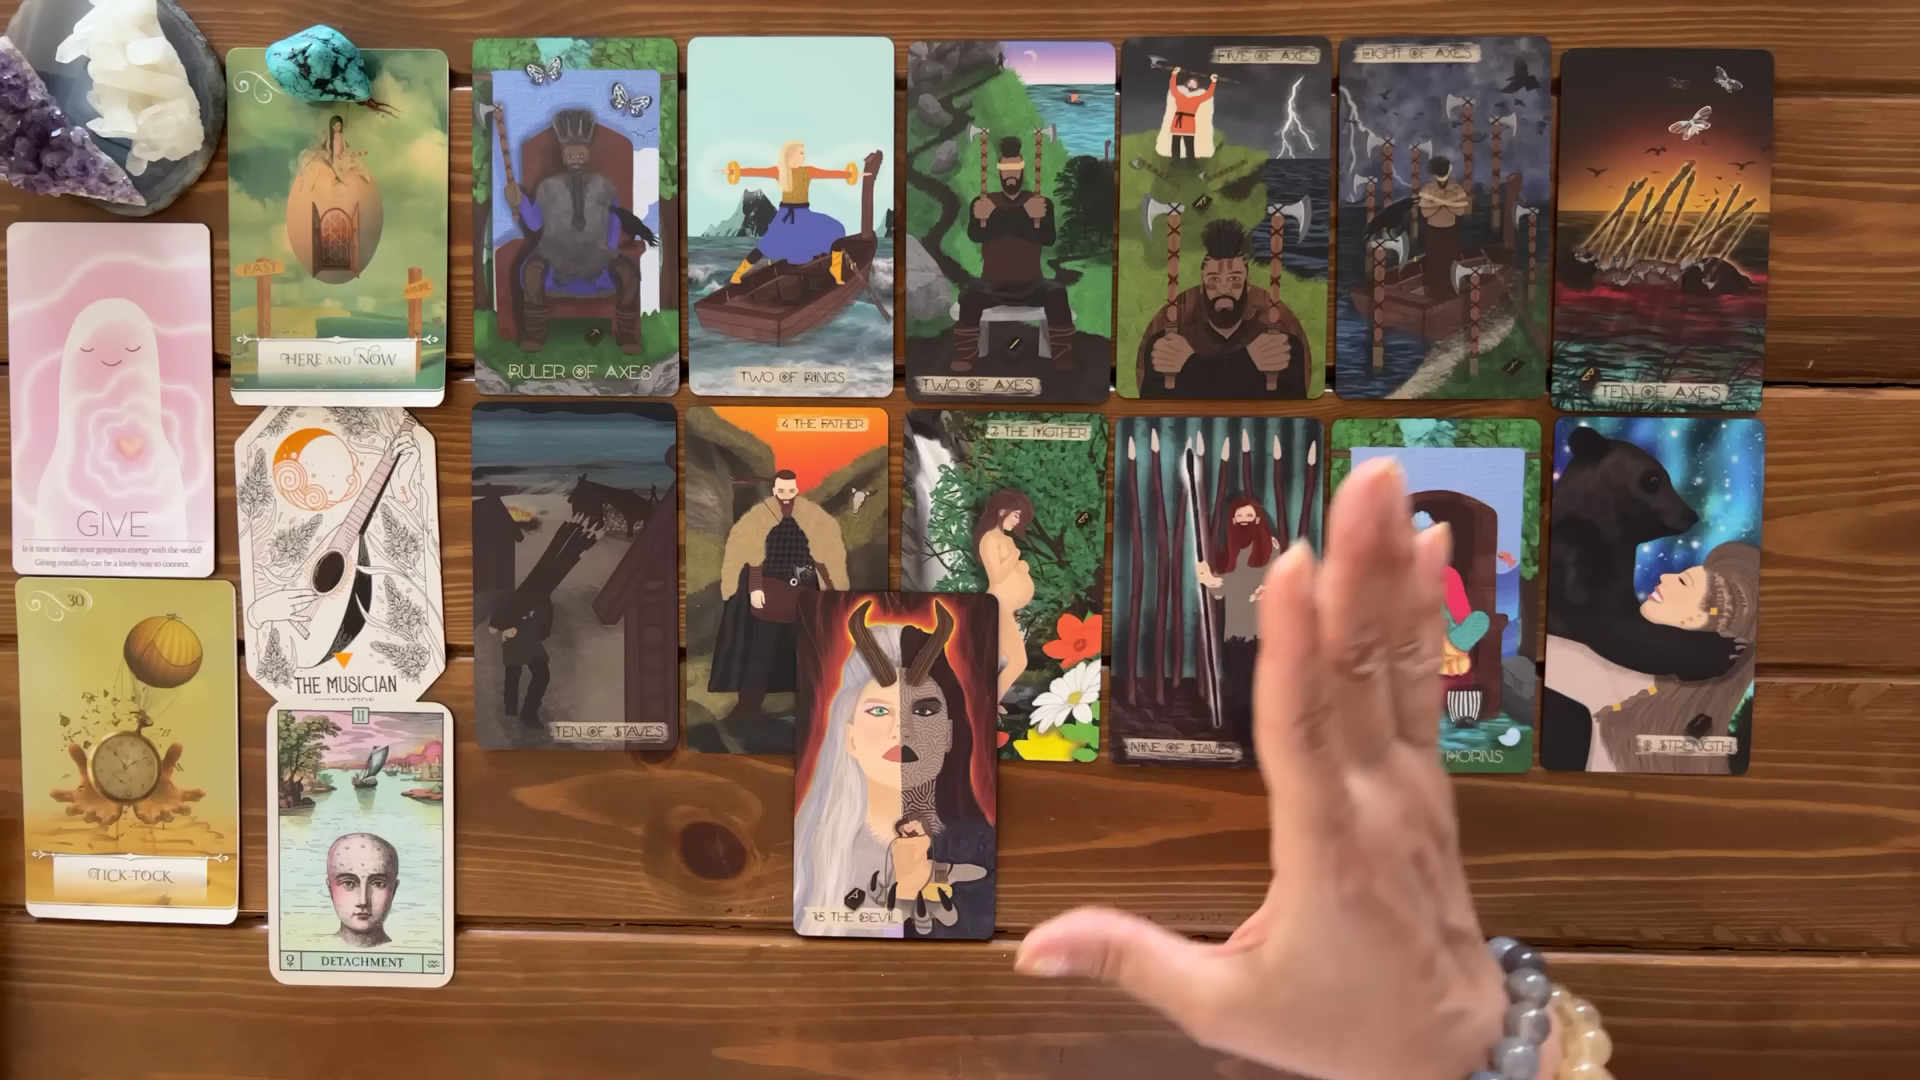 PAST
HERE AND NOW
RULER OF AXES
TWO OF RINGS
TWO OF AXES
FIVE OF AXES
EIGHT OF AXES
TEN OF AXES
GIVE
Is it time to share your gorgeous energy with the world?
Giving mindfully can be a lovely way to connect.
THE MUSICIAN
TEN OF STAVES
4 THE FATHER
3 THE MOTHER
NINE OF STAVES
HORNS
8 STRENGTH
30
TICK-TOCK
11
DETACHMENT
15 THE DEVIL